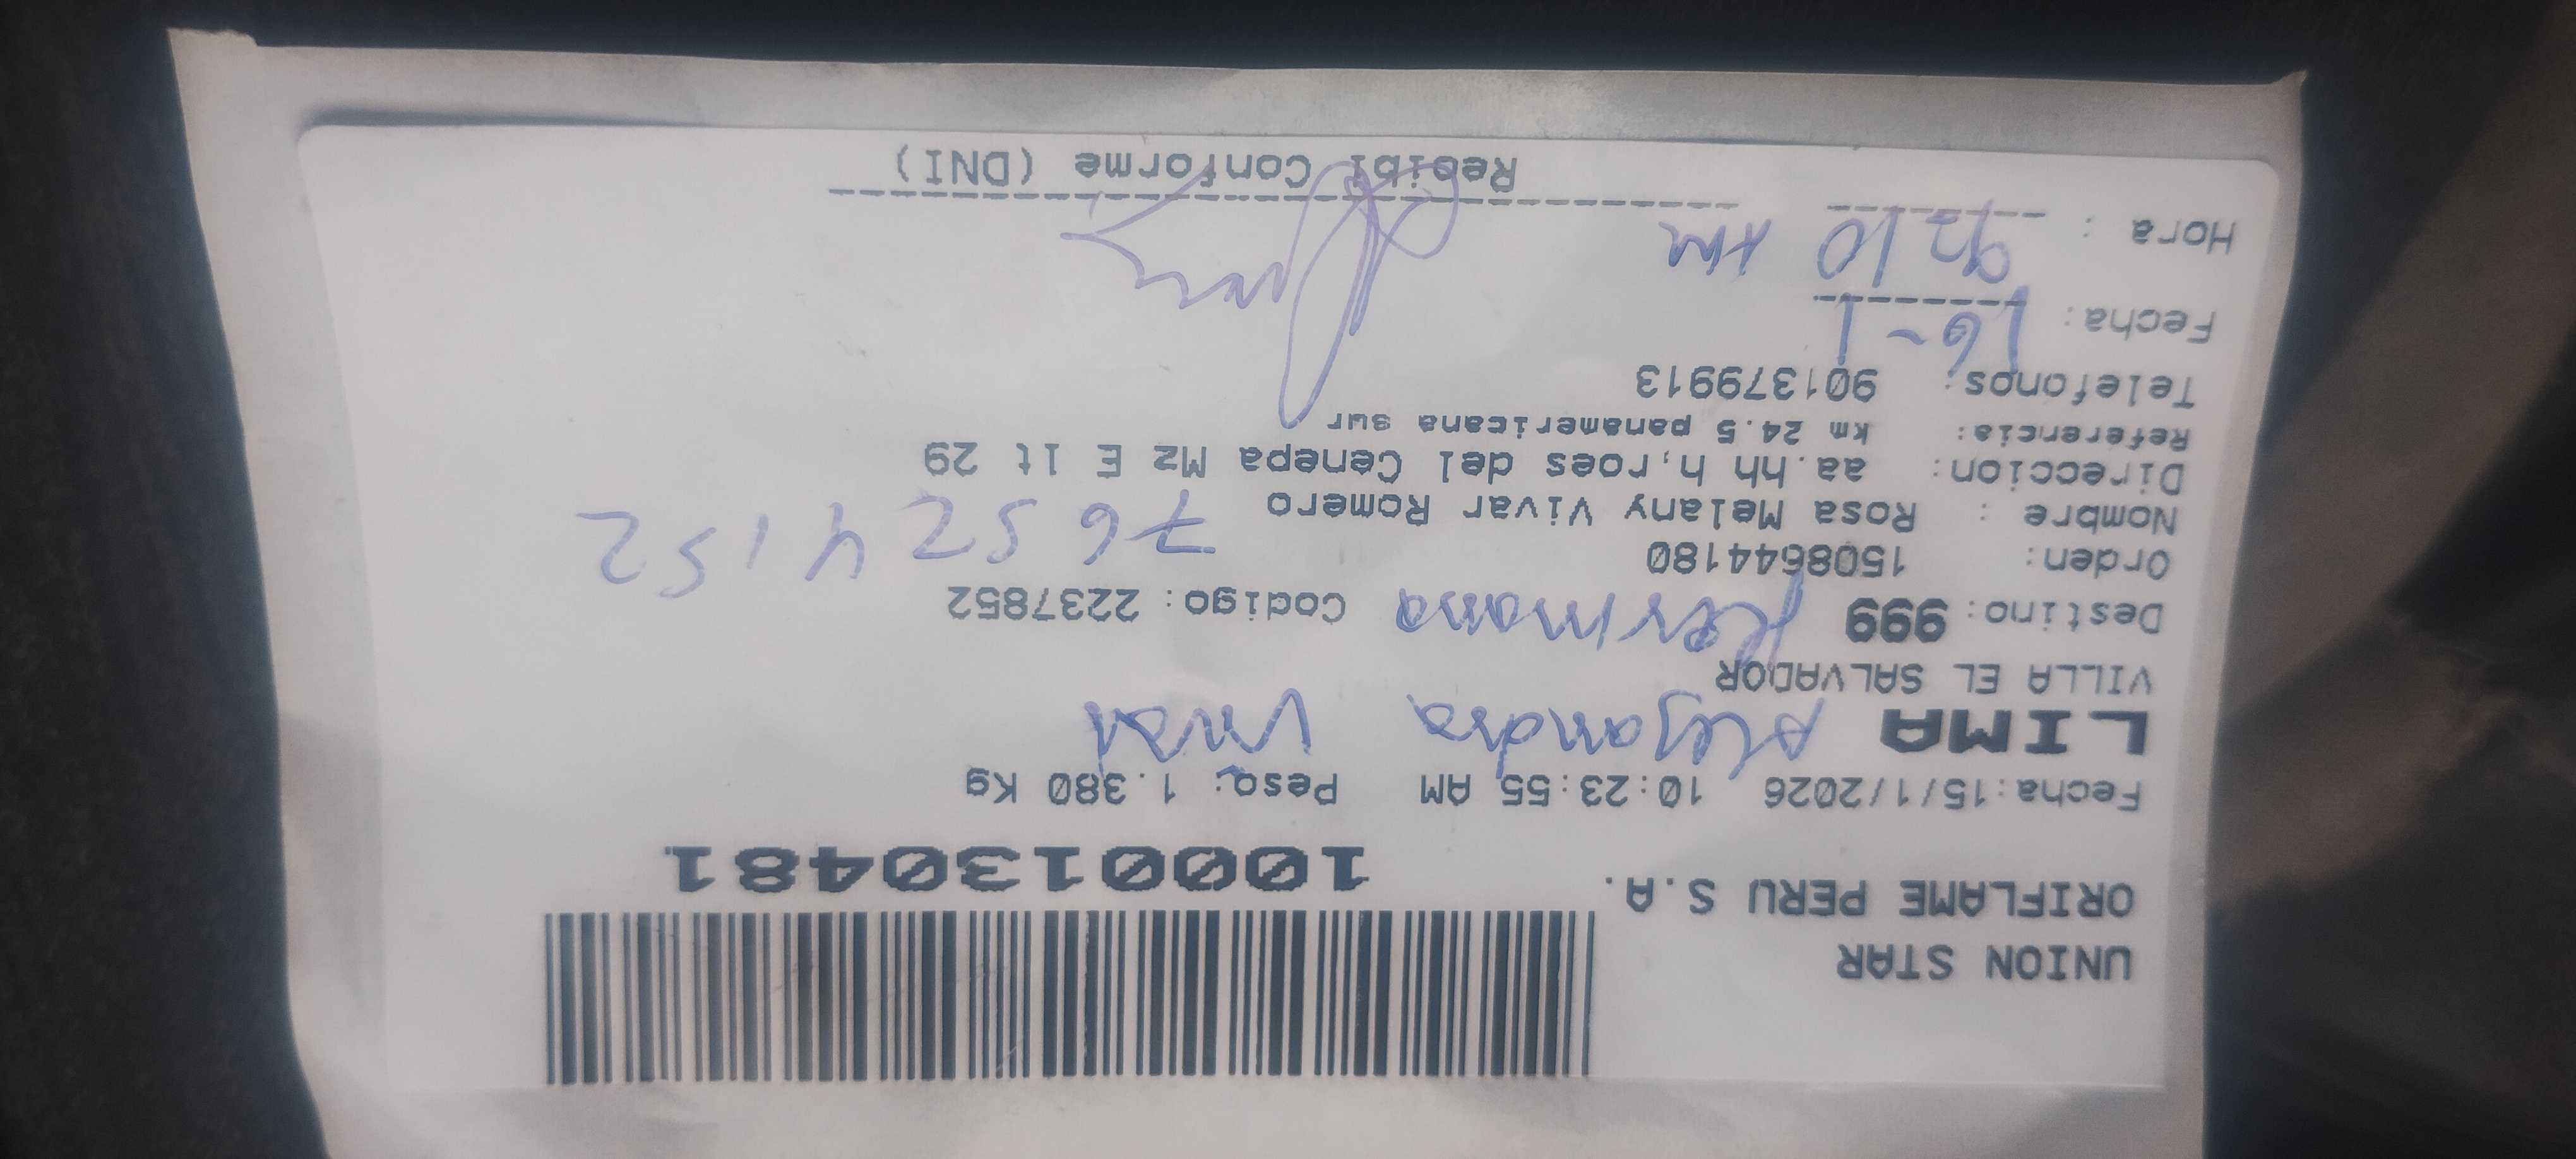 UNION STAR
ORIFLAME PERU S.A.
1000130481
Fecha:15/1/2026 10:23:55 AM Peso: 1.380 Kg
LIMA Alejandra Vivar
VILLA EL SALVADOR
Destino: 999 Hermana Codigo: 2237852
Orden: 1508644180
76524152
Nombre : Rosa Melany Vivar Romero
Direccion: aa.hh h,roes del Cenepa Mz E lt 29
Referencia: km 24.5 panamericana sur
Telefonos: 901379913
Fecha: 16-1
Hora : 9:10 AM
Recibi Conforme (DNI)